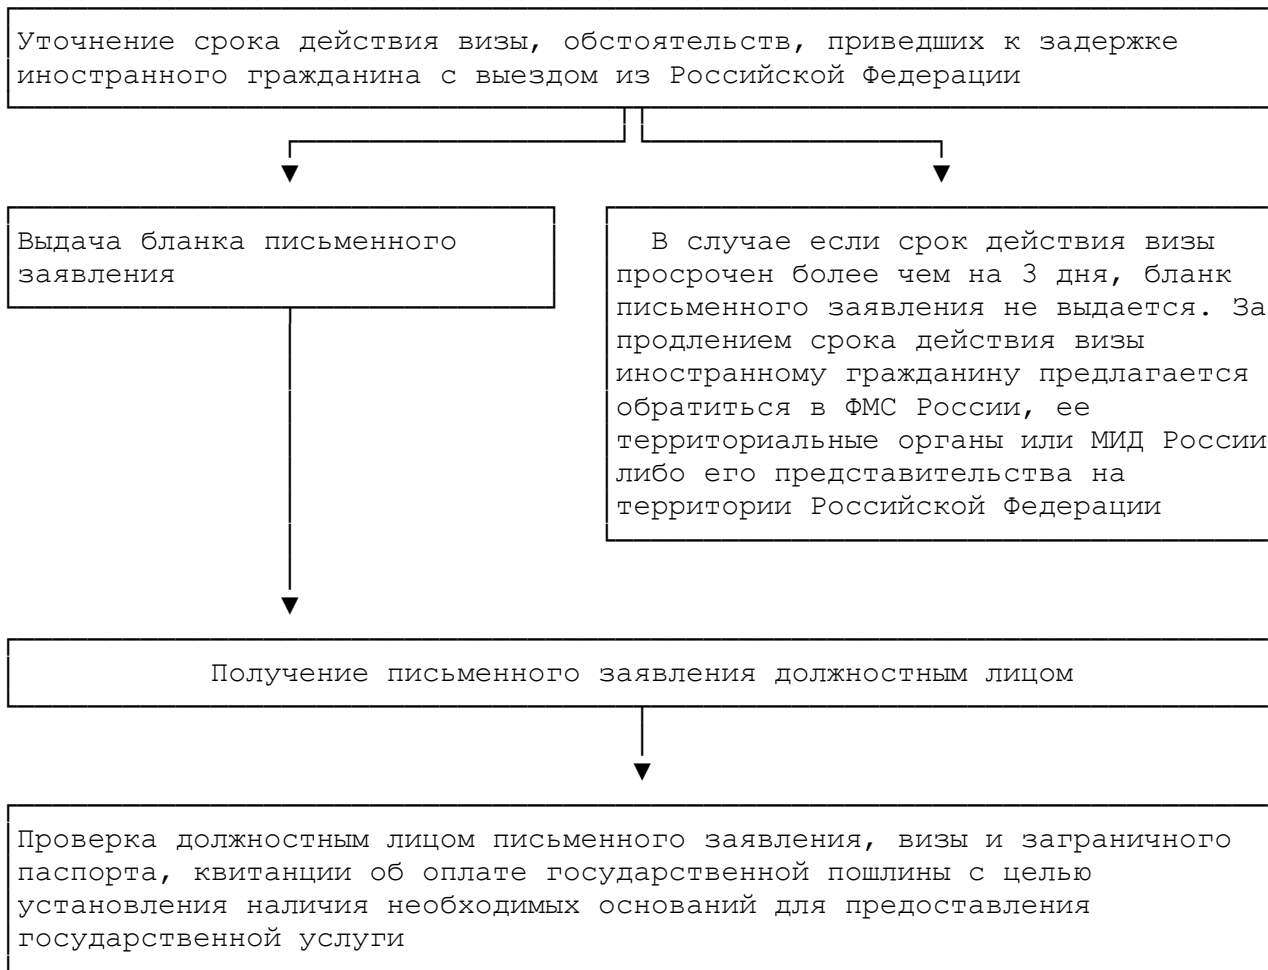 Уточнение срока действия визы, обстоятельств, приведших к задержке
иностранного гражданина с выездом из Российской Федерации
Выдача бланка письменного
заявления
В случае если срок действия визы
просрочен более чем на 3 дня, бланк
письменного заявления не выдается. За
продлением срока действия визы
иностранному гражданину предлагается
обратиться в ФМС России, ее
территориальные органы или МИД России
либо его представительства на
территории Российской Федерации
Получение письменного заявления должностным лицом
Проверка должностным лицом письменного заявления, визы и заграничного
паспорта, квитанции об оплате государственной пошлины с целью
установления наличия необходимых оснований для предоставления
государственной услуги